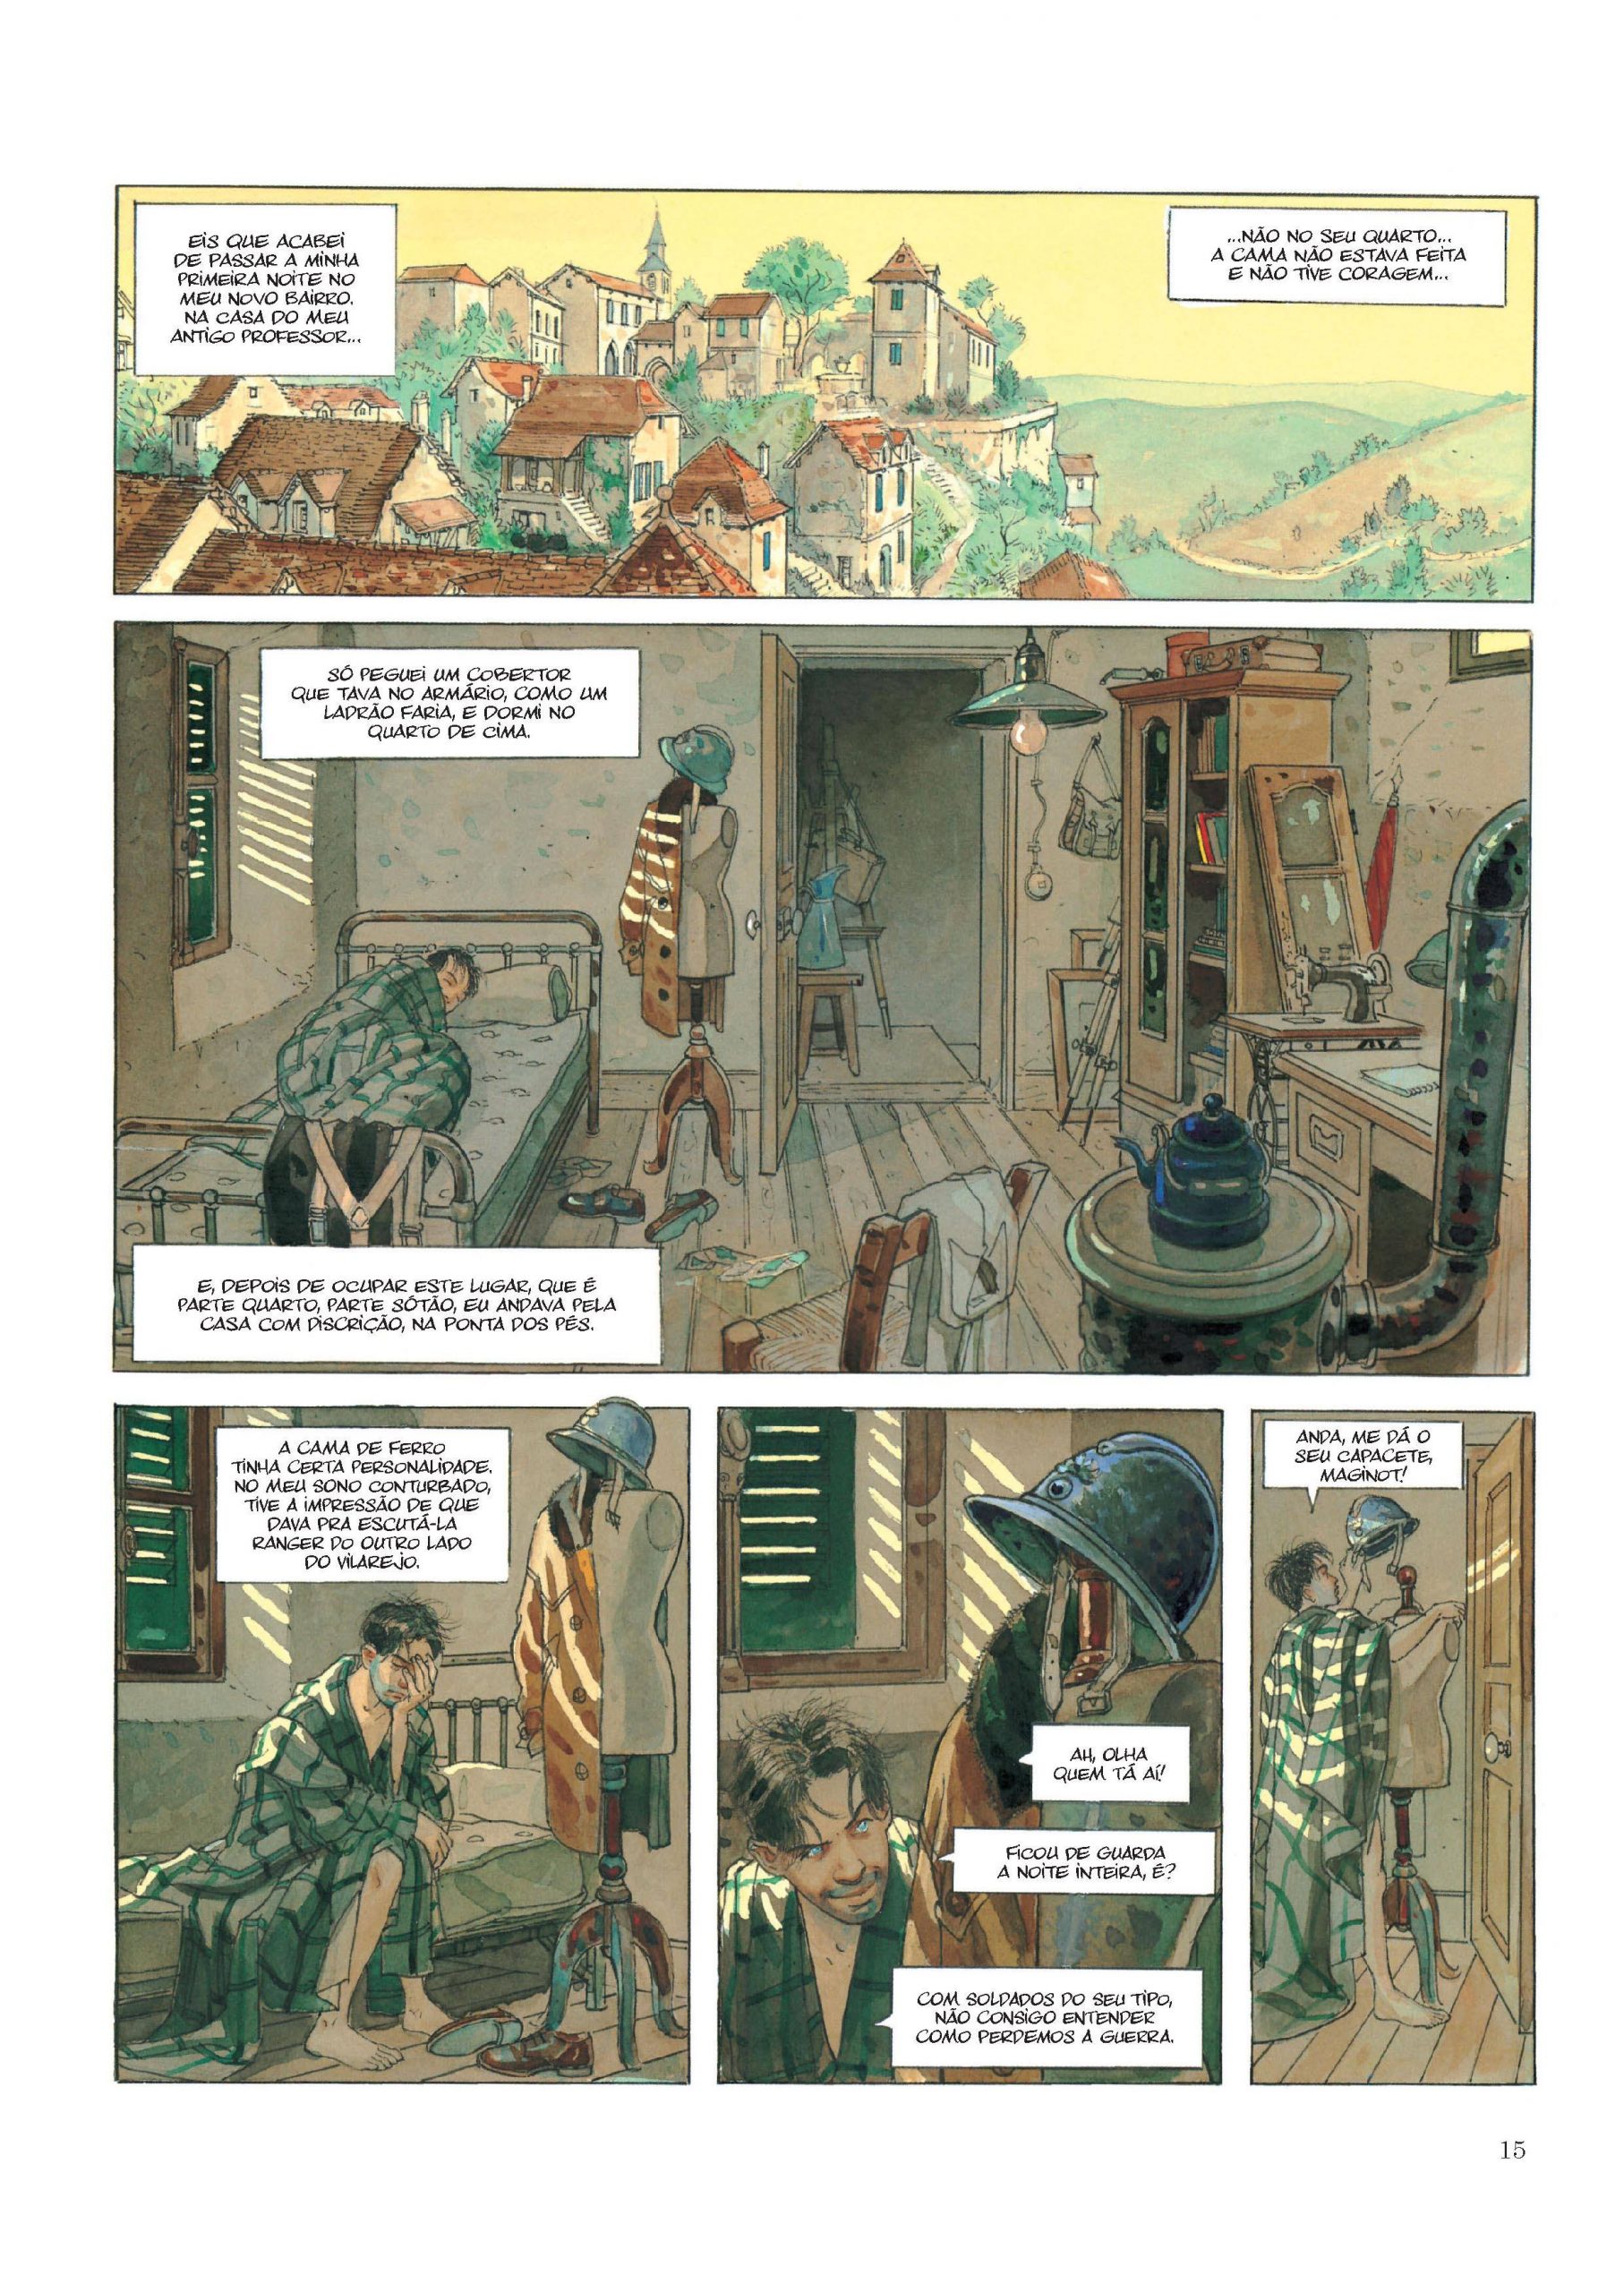 EIS QUE ACABEI
DE PASSAR A MINHA
PRIMEIRA NOITE NO
MEU NOVO BAIRRO.
NA CASA DO MEU
ANTIGO PROFESSOR...
...NÃO NO SEU QUARTO...
A CAMA NÃO ESTAVA FEITA
E NÃO TIVE CORAGEM...
SÓ PEGUEI UM COBERTOR
QUE TAVA NO ARMÁRIO, COMO UM
LADRÃO FARIA, E DORMI NO
QUARTO DE CIMA.
E, DEPOIS DE OCUPAR ESTE LUGAR, QUE É
PARTE QUARTO, PARTE SÓTÃO, EU ANDAVA PELA
CASA COM DISCRIÇÃO, NA PONTA DOS PÉS.
A CAMA DE FERRO
TINHA CERTA PERSONALIDADE.
NO MEU SONO CONTURBADO,
TIVE A IMPRESSÃO DE QUE
DAVA PRA ESCUTÁ-LA
RANGER DO OUTRO LADO
DO VILAREJO.
AH, OLHA
QUEM TÁ AÍ!
FICOU DE GUARDA
A NOITE INTEIRA, É?
COM SOLDADOS DO SEU TIPO,
NÃO CONSIGO ENTENDER
COMO PERDEMOS A GUERRA.
ANDA, ME DÁ O
SEU CAPACETE,
MAGINOT!
15